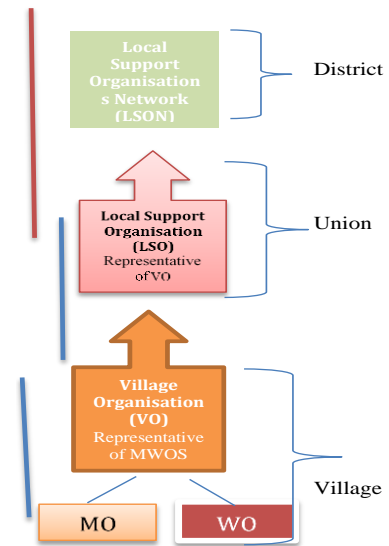 Local
Support
Organisation
s Network
(LSON)
District
Local Support
Organisation
(LSO)
Representative
of VO
Union
Village
Organisation
(VO)
Representative
of MWOS
Village
MO
WO